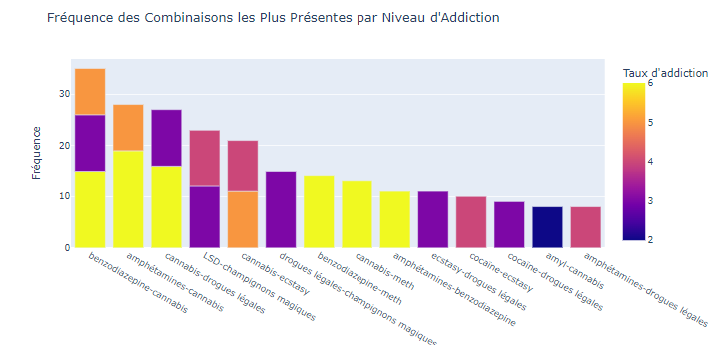 Fréquence des Combinaisons les Plus Présentes par Niveau d'Addiction
Taux d'addiction
6
5
4
3
2
Fréquence
30
20
10
0
benzodiazepine-cannabis
amphétamines-cannabis
cannabis-drogues légales
LSD-champignons magiques
cannabis-ecstasy
drogues légales-champignons magiques
benzodiazepine-meth
cannabis-meth
amphétamines-benzodiazepine
ecstasy-drogues légales
cocaine-ecstasy
cocaine-drogues légales
amyl-cannabis
amphétamines-drogues légales